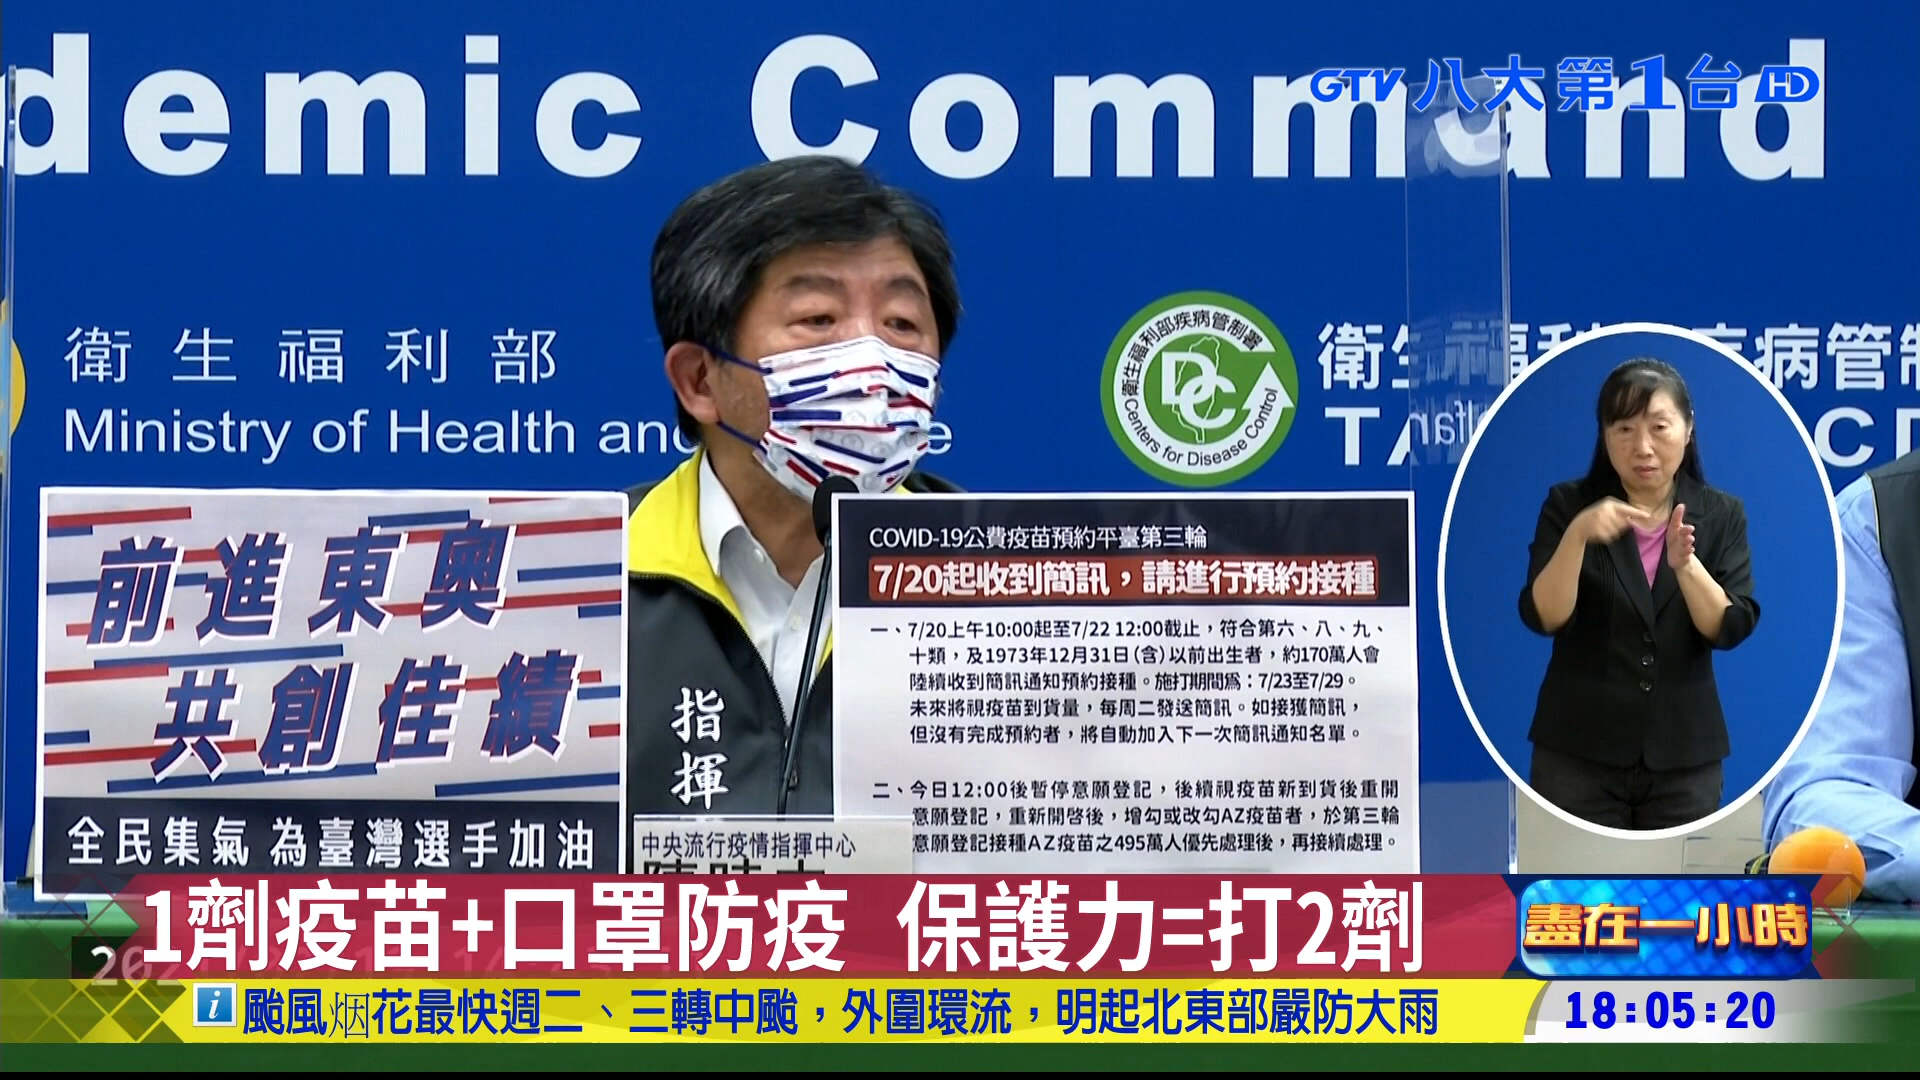 demic Command
GTV 八大第1台 HD
衛生福利部
Ministry of Health and
衛生福利部疾病管制署
Centers for Disease Control
DC
前進東奧
共創佳績
全民集氣 為臺灣選手加油
指揮
中央流行疫情指揮中心
COVID-19公費疫苗預約平臺第三輪
7/20起收到簡訊，請進行預約接種
一、7/20上午10:00起至7/22 12:00截止，符合第六、八、九、
十類，及1973年12月31日(含)以前出生者，約170萬人會
陸續收到簡訊通知預約接種。施打期間為：7/23至7/29。
未來將視疫苗到貨量，每周二發送簡訊。如接獲簡訊，
但沒有完成預約者，將自動加入下一次簡訊通知名單。
二、今日12:00後暫停意願登記，後續視疫苗新到貨後重開
意願登記，重新開啓後，增勾或改勾AZ疫苗者，於第三輪
意願登記接種AZ疫苗之495萬人優先處理後，再接續處理。
1劑疫苗+口罩防疫 保護力=打2劑
盡在一小時
i 颱風烟花最快週二、三轉中颱，外圍環流，明起北東部嚴防大雨
18:05:20